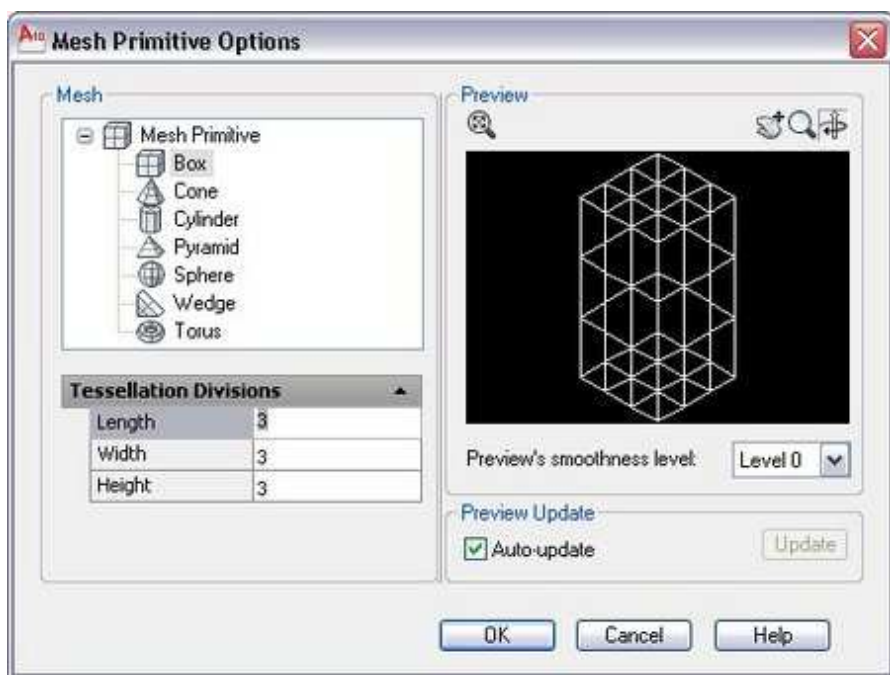 A10 Mesh Primitive Options
Mesh
Mesh Primitive
Box
Cone
Cylinder
Pyramid
Sphere
Wedge
Torus
Tessellation Divisions
Length 3
Width 3
Height 3
Preview
Preview's smoothness level: Level 0
Preview Update
Auto-update Update
OK Cancel Help